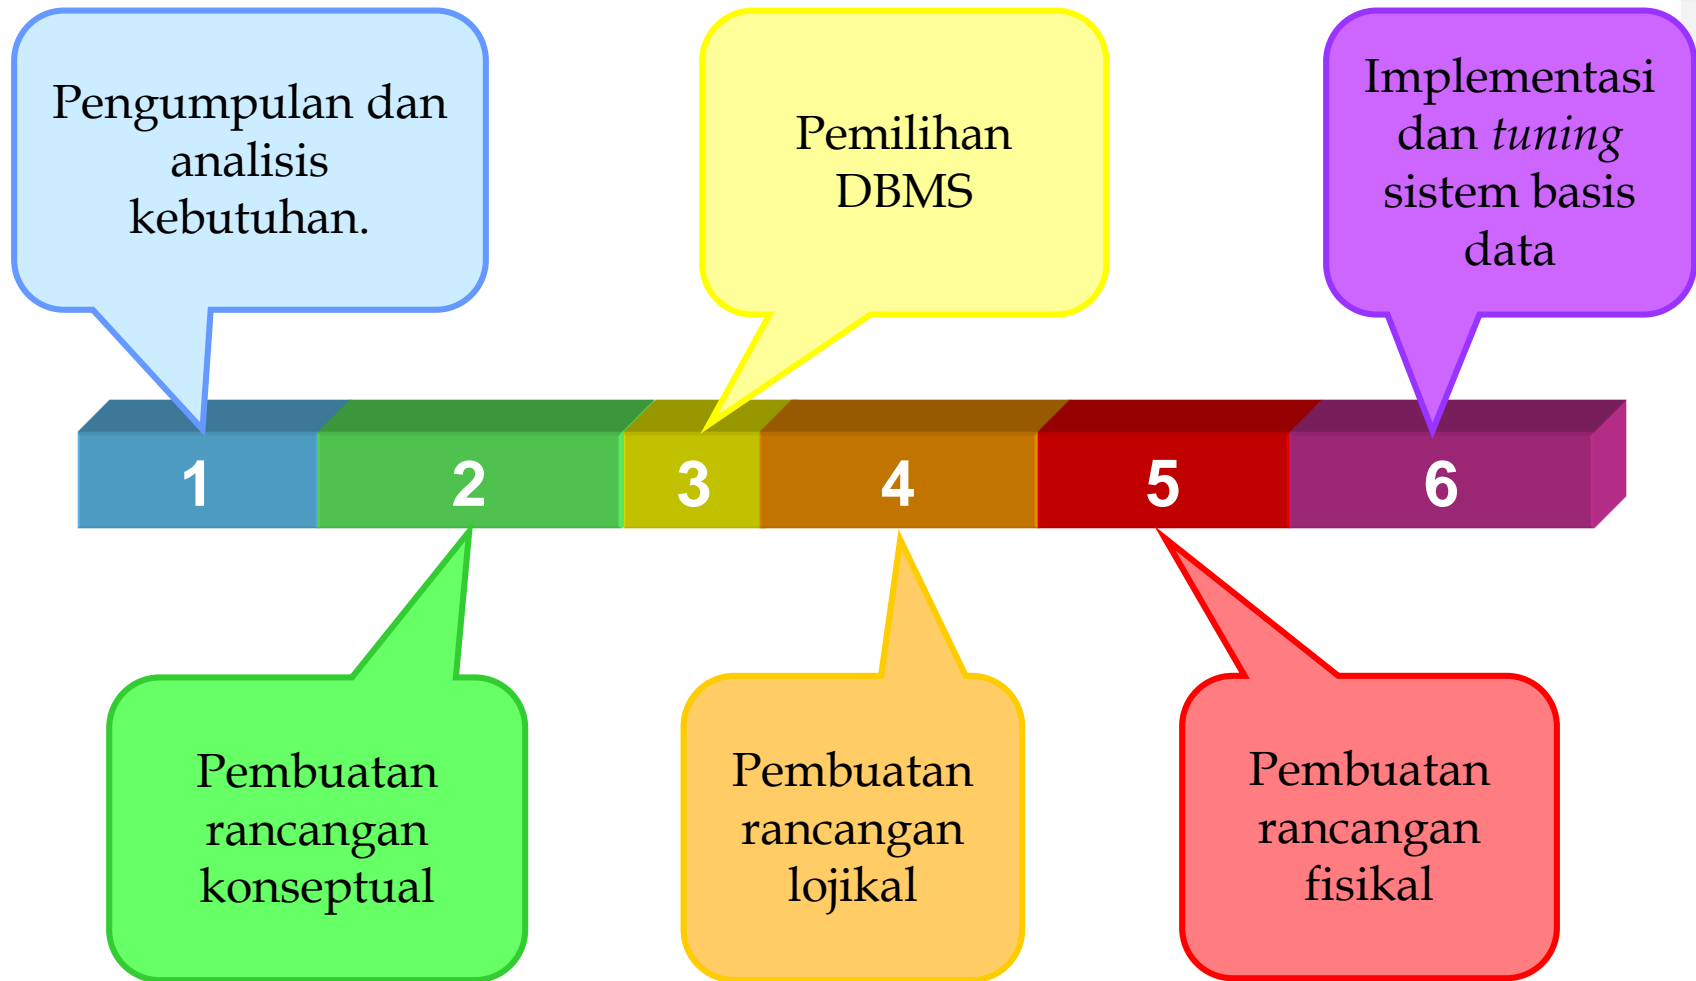 Pengumpulan dan
analisis
kebutuhan.
Pemilihan
DBMS
Implementasi
dan tuning
sistem basis
data
1
2
3
4
5
6
Pembuatan
rancangan
konseptual
Pembuatan
rancangan
lojikal
Pembuatan
rancangan
fisikal